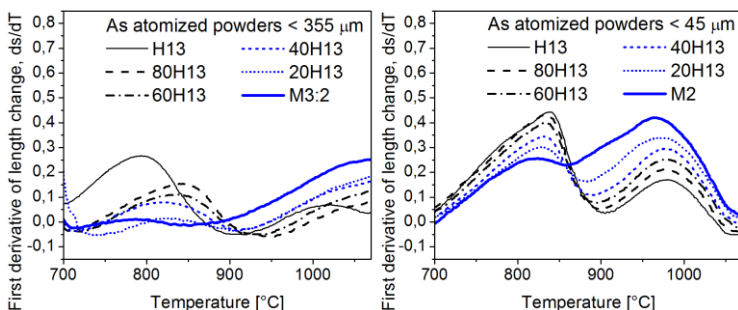 First derivative of length change, ds/dT
0,8
0,7
0,6
0,5
0,4
0,3
0,2
0,1
0,0
-0,1
As atomized powders < 355 μm
H13 40H13
80H13 20H13
60H13 M3:2
700 800 900 1000
Temperature [°C]
First derivative of length change, ds/dT
0,8
0,7
0,6
0,5
0,4
0,3
0,2
0,1
0,0
-0,1
As atomized powders < 45 μm
H13 40H13
80H13 20H13
60H13 M2
700 800 900 1000
Temperature [°C]